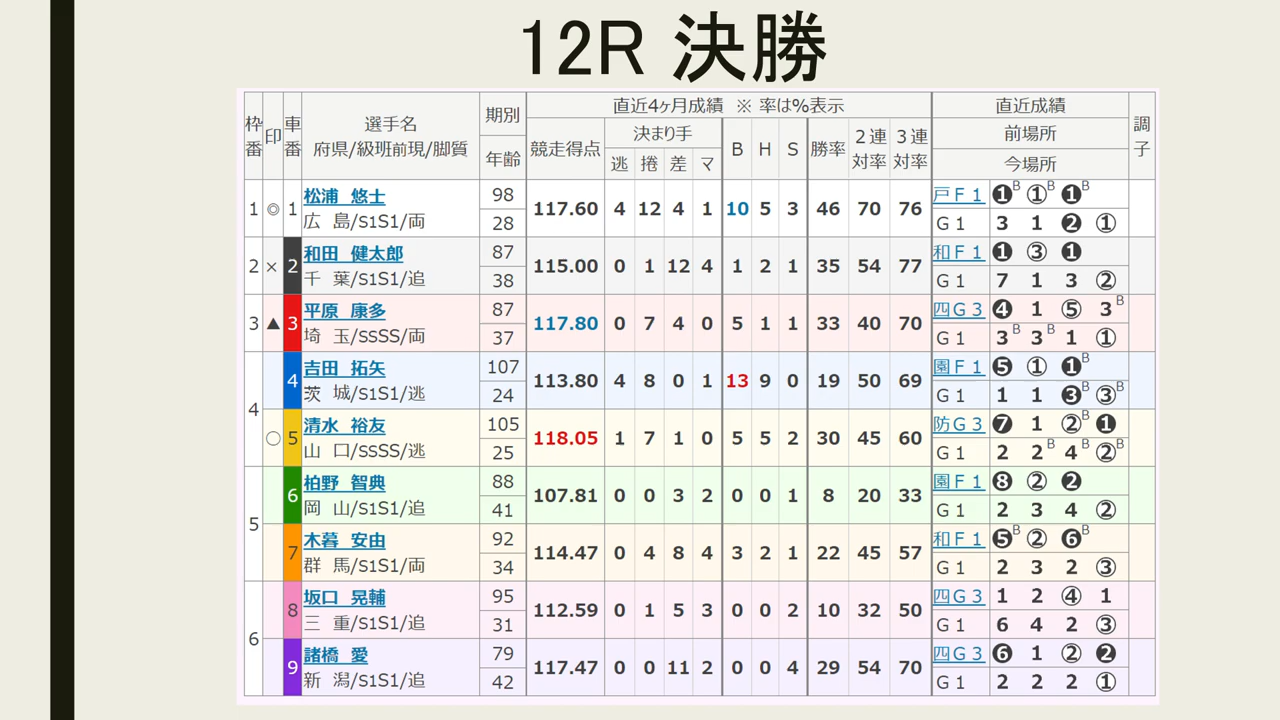 12R 決勝
枠番 印 車番 選手名 府県/級班前現/脚質 期別 年齢 直近4ヶ月成績 ※ 率は%表示 直近成績 調子
競走得点 決まり手 B H S 勝率 2連対率 3連対率 前場所
逃 捲 差 マ 今場所
1 ◎ 1 松浦 悠士 98 117.60 4 12 4 1 10 5 3 46 70 76 戸F1 ❶B ①B ❶B
広 島/S1S1/両 28 G1 3 1 ❷ ①
2 × 2 和田 健太郎 87 115.00 0 1 12 4 1 2 1 35 54 77 和F1 ❶ ③ ❶
千 葉/S1S1/追 38 G1 7 1 3 ②
3 ▲ 3 平原 康多 87 117.80 0 7 4 0 5 1 1 33 40 70 四G3 ❹ 1 ⑤ 3B
埼 玉/SSSS/両 37 G1 3B 3B 1 ①
4 4 吉田 拓矢 107 113.80 4 8 0 1 13 9 0 19 50 69 園F1 ❺ ① ❶B
茨 城/S1S1/逃 24 G1 1 1 ❸B ③B
○ 5 清水 裕友 105 118.05 1 7 1 0 5 5 2 30 45 60 防G3 ❼ 1 ②B ❶
山 口/SSSS/逃 25 G1 2 2B 4B ②B
5 6 柏野 智典 88 107.81 0 0 3 2 0 0 1 8 20 33 園F1 ❽ ② ❷
岡 山/S1S1/追 41 G1 2 3 4 ②
7 木暮 安由 92 114.47 0 4 8 4 3 2 1 22 45 57 和F1 ❺B ② ❻B
群 馬/S1S1/両 34 G1 2 3 2 ③
6 8 坂口 晃輔 95 112.59 0 1 5 3 0 0 2 10 32 50 四G3 1 2 ④ 1
三 重/S1S1/追 31 G1 6 4 2 ③
9 諸橋 愛 79 117.47 0 0 11 2 0 0 4 29 54 70 四G3 ❻ 1 ② ❷
新 潟/S1S1/追 42 G1 2 2 2 ①